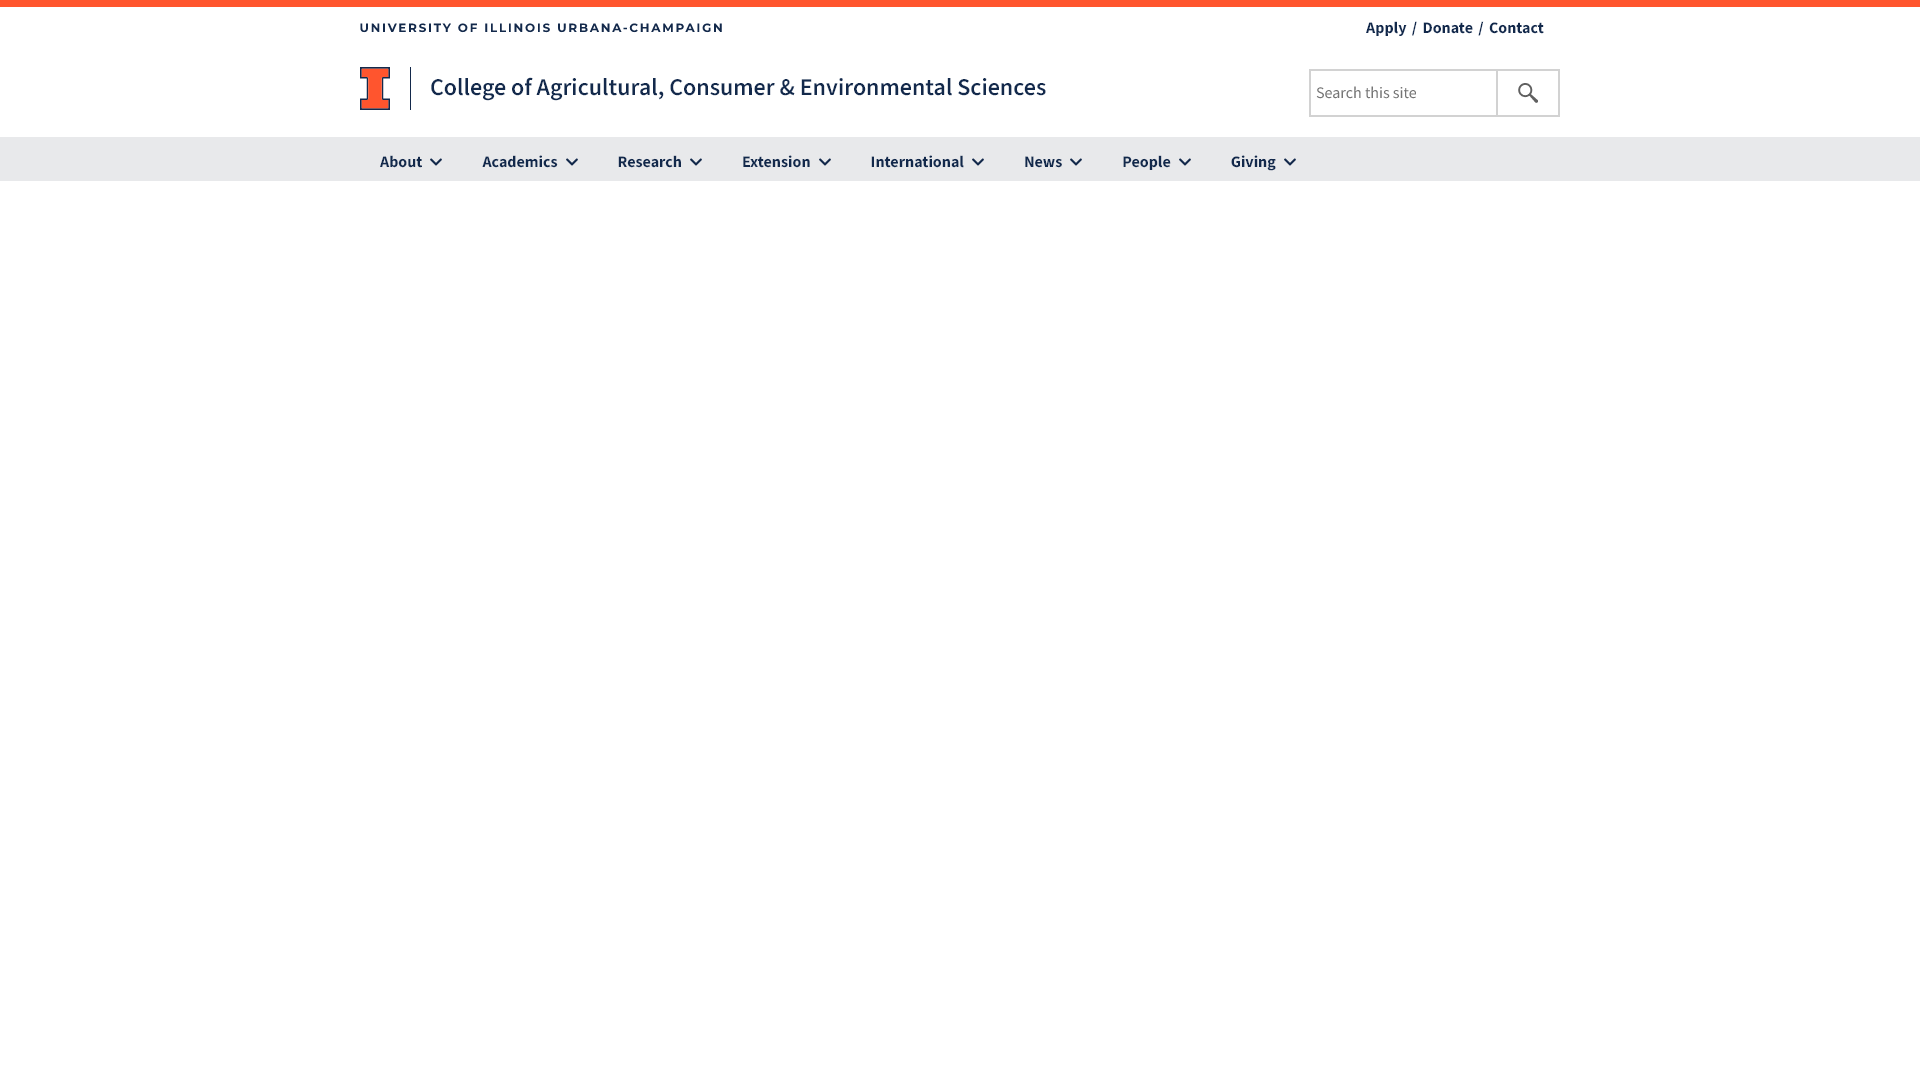 UNIVERSITY OF ILLINOIS URBANA-CHAMPAIGN
Apply / Donate / Contact
College of Agricultural, Consumer & Environmental Sciences
Search this site
About Academics Research Extension International News People Giving